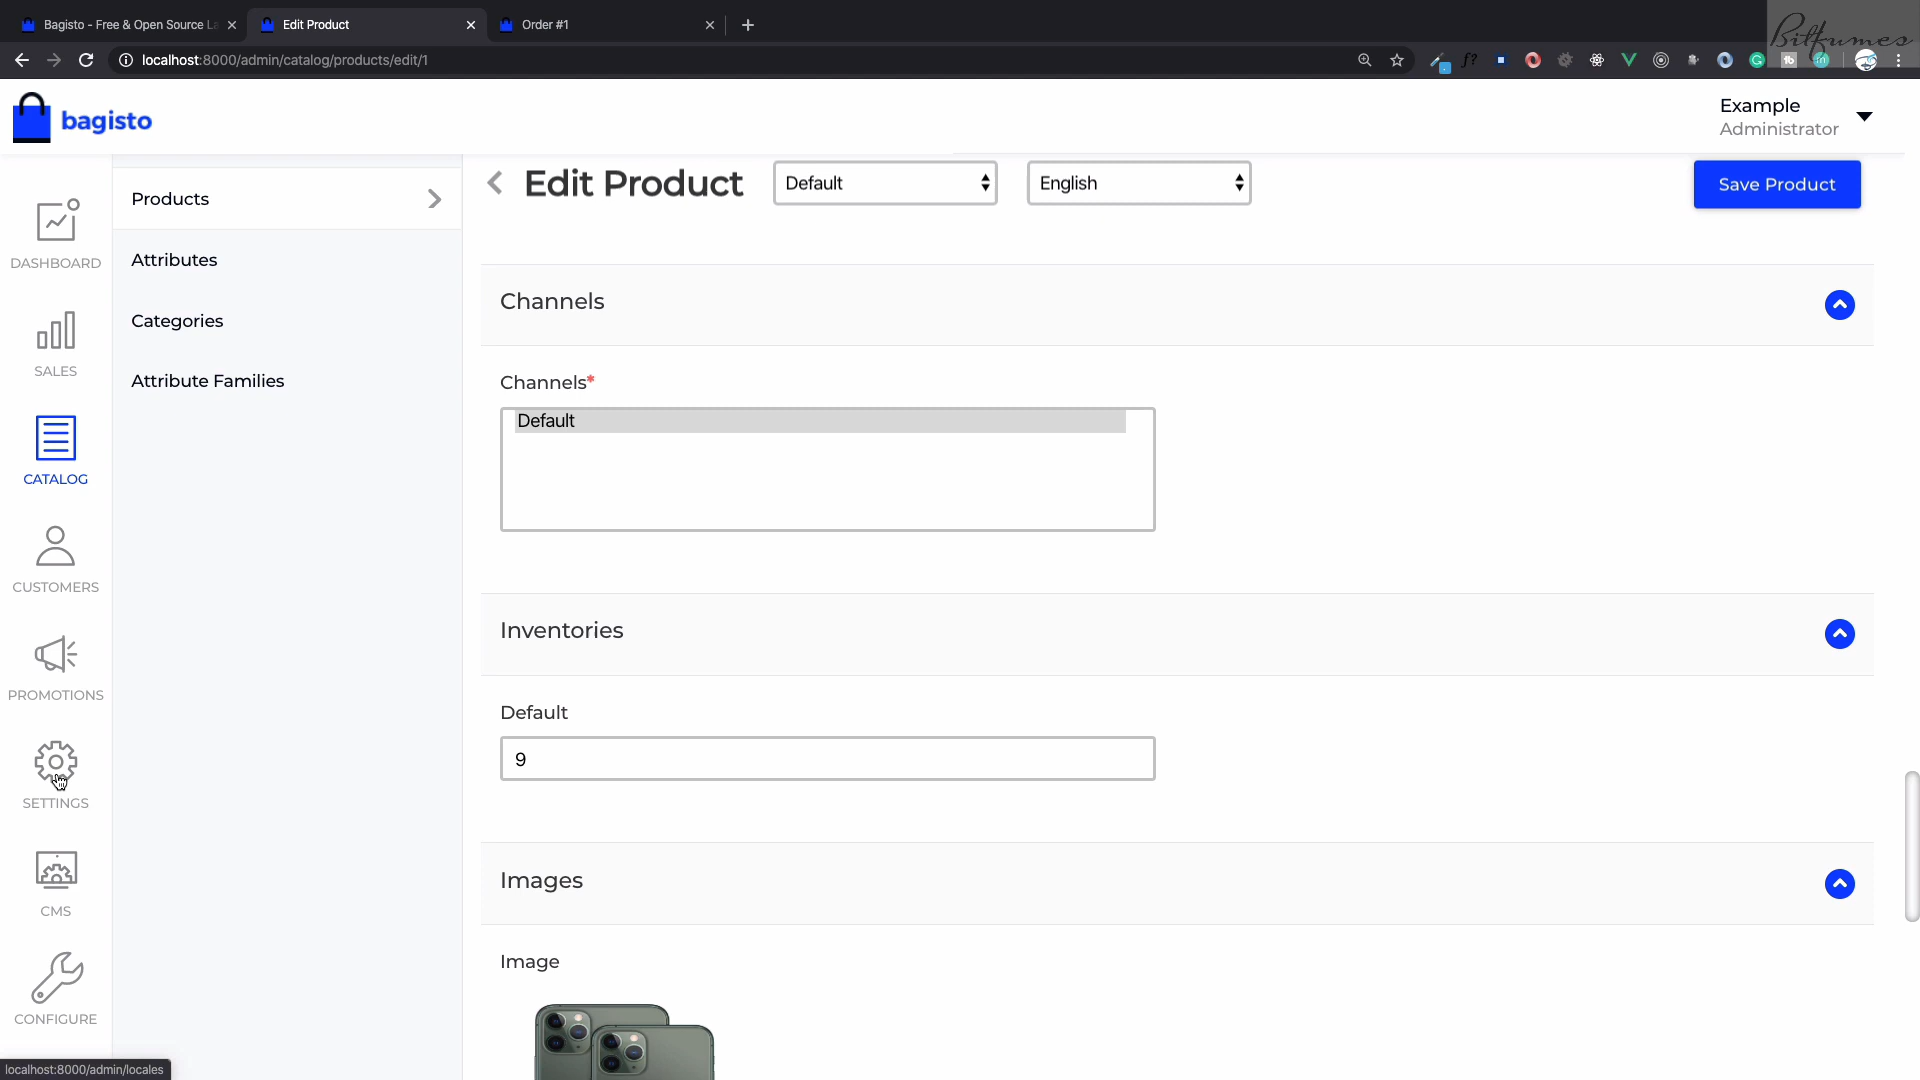 Bagisto - Free & Open Source La
Edit Product
Order #1
Bitfumes
localhost:8000/admin/catalog/products/edit/1
bagisto
Example
Administrator
Products
Edit Product
Default
English
Save Product
DASHBOARD
Attributes
Categories
Attribute Families
SALES
CATALOG
CUSTOMERS
PROMOTIONS
SETTINGS
CMS
CONFIGURE
Channels
Channels*
Default
Inventories
Default
9
Images
Image
localhost:8000/admin/locales